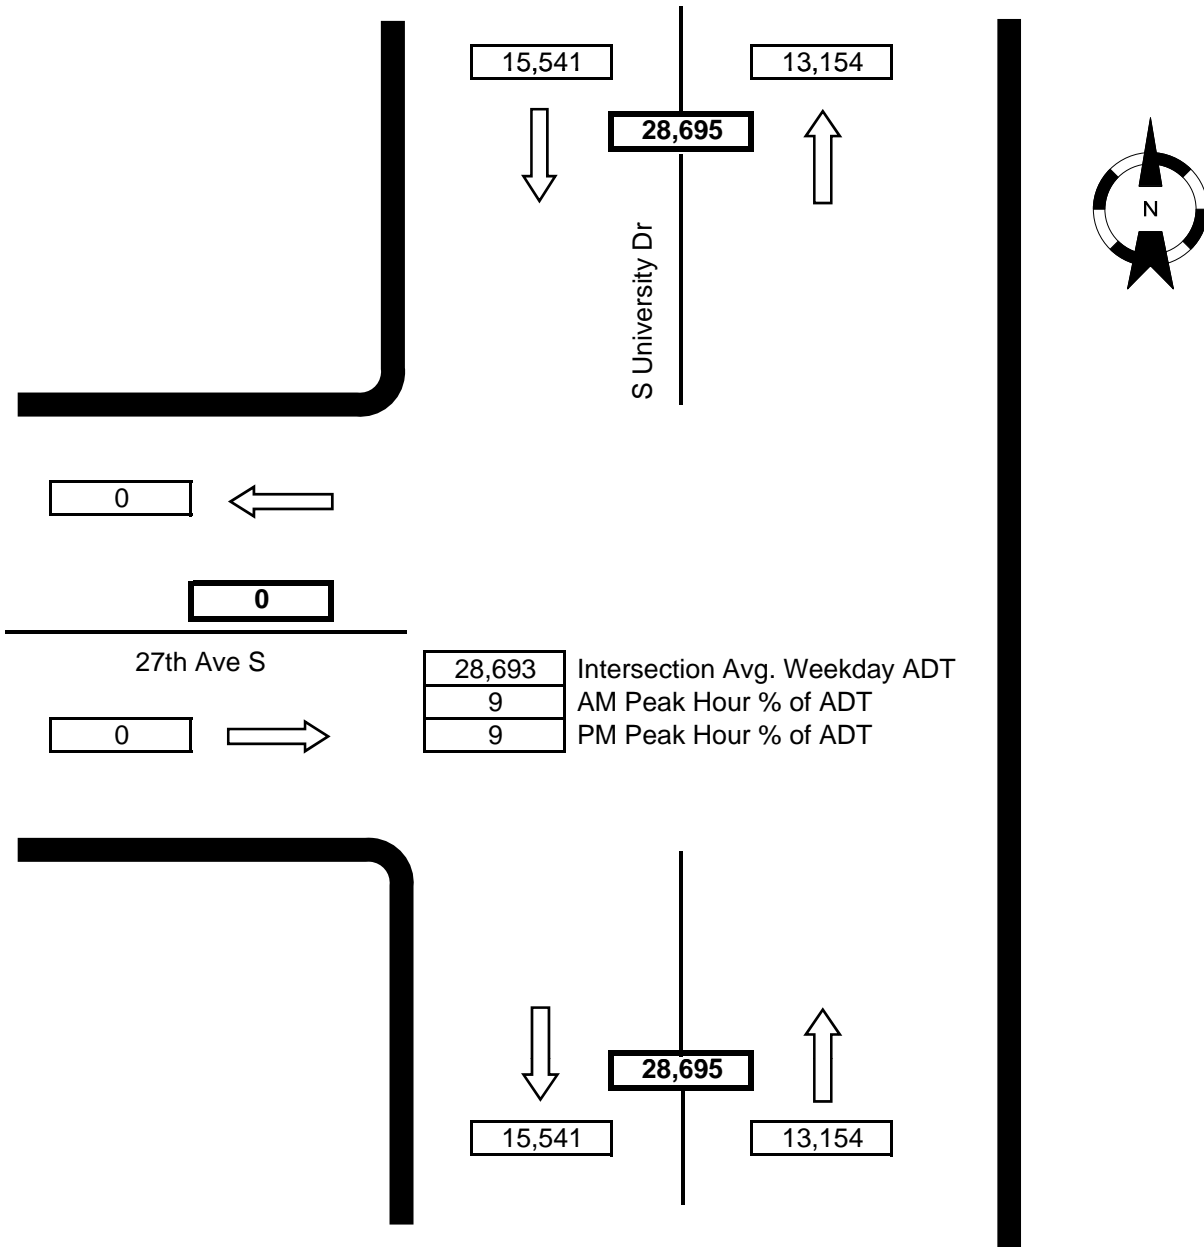 15,541
13,154
28,695
N
S University Dr
0
0
27th Ave S
28,693 Intersection Avg. Weekday ADT
9 AM Peak Hour % of ADT
0
9 PM Peak Hour % of ADT
28,695
15,541
13,154